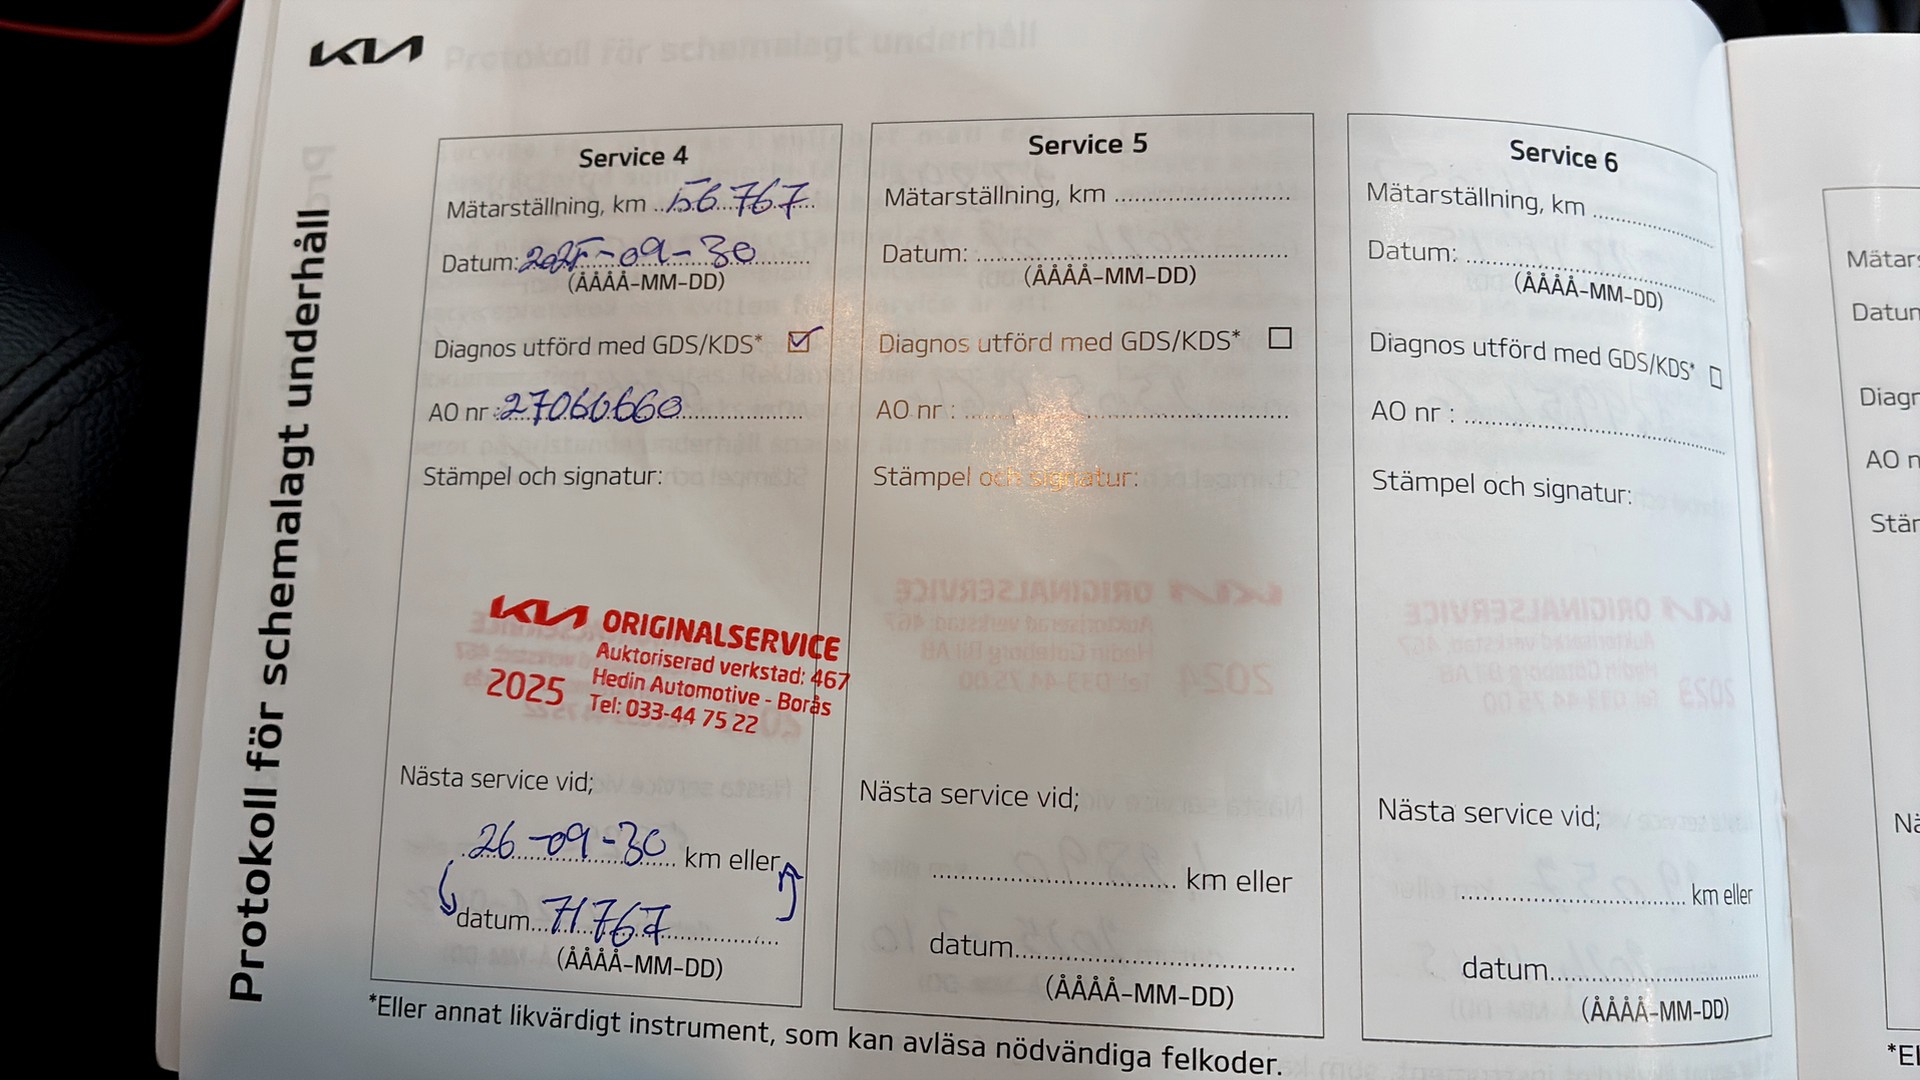 KIA
Protokoll för schemalagt underhåll
Service 4
Mätarställning, km 56767
Datum: 2025-09-30
(ÅÅÅÅ-MM-DD)
Diagnos utförd med GDS/KDS*
AO nr: 27060660
Stämpel och signatur:
KIA ORIGINALSERVICE
Auktoriserad verkstad: 467
2025 Hedin Automotive - Borås
Tel: 033-44 75 22
Nästa service vid;
26-09-30 km eller
datum 71767
(ÅÅÅÅ-MM-DD)
Service 5
Mätarställning, km
Datum:
(ÅÅÅÅ-MM-DD)
Diagnos utförd med GDS/KDS*
AO nr :
Stämpel och signatur:
Nästa service vid;
km eller
datum
(ÅÅÅÅ-MM-DD)
Service 6
Mätarställning, km
Datum:
(ÅÅÅÅ-MM-DD)
Diagnos utförd med GDS/KDS*
AO nr :
Stämpel och signatur:
Nästa service vid;
km eller
datum
(ÅÅÅÅ-MM-DD)
*Eller annat likvärdigt instrument, som kan avläsa nödvändiga felkoder.